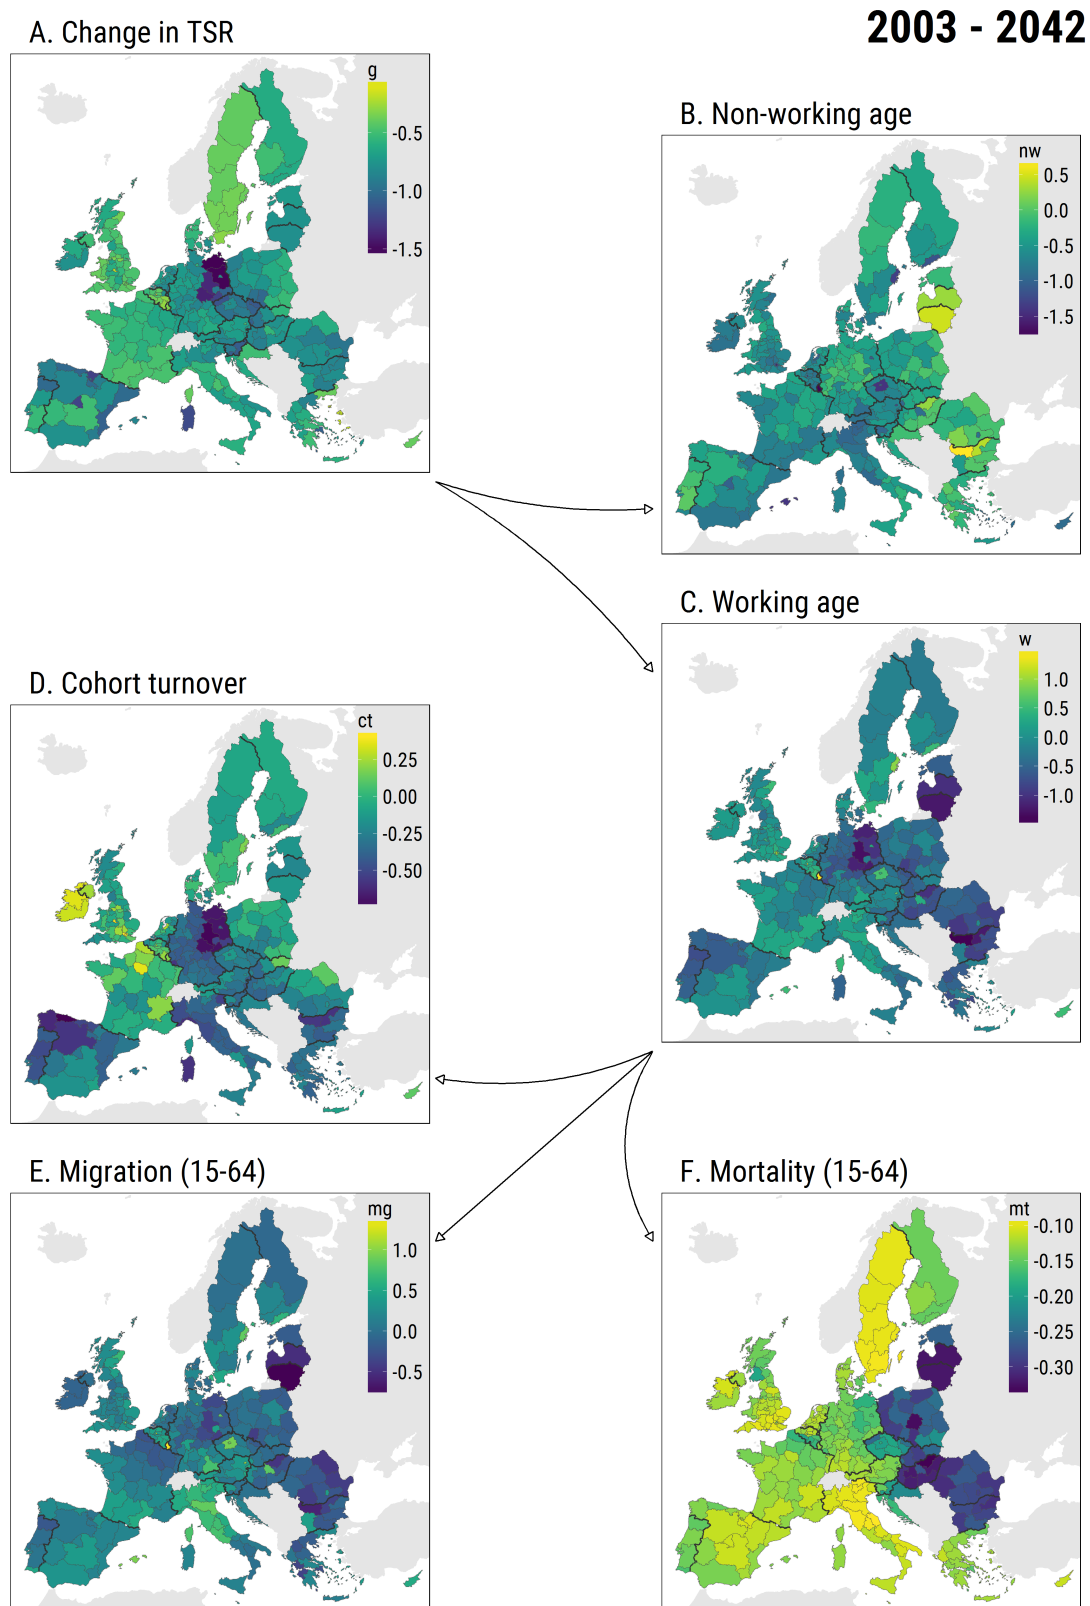 2003 - 2042
A. Change in TSR
g
-0.5
-1.0
-1.5
B. Non-working age
nw
0.5
0.0
-0.5
-1.0
-1.5
C. Working age
w
1.0
0.5
0.0
-0.5
-1.0
D. Cohort turnover
ct
0.25
0.00
-0.25
-0.50
E. Migration (15-64)
mg
1.0
0.5
0.0
-0.5
F. Mortality (15-64)
mt
-0.10
-0.15
-0.20
-0.25
-0.30